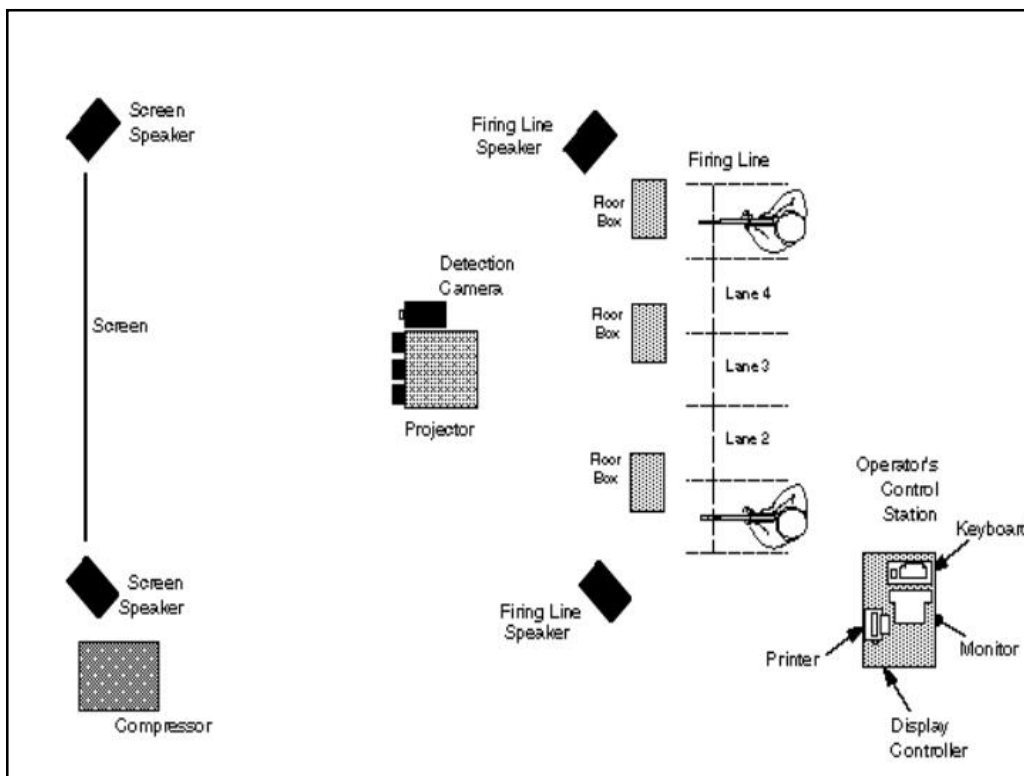 Screen
Speaker
Firing Line
Speaker
Firing Line
Floor
Box
Detection
Camera
Lane 4
Floor
Box
Screen
Lane 3
Projector
Lane 2
Floor
Box
Operator's
Control
Station
Keyboard
Screen
Speaker
Firing Line
Speaker
Printer
Monitor
Compressor
Display
Controller